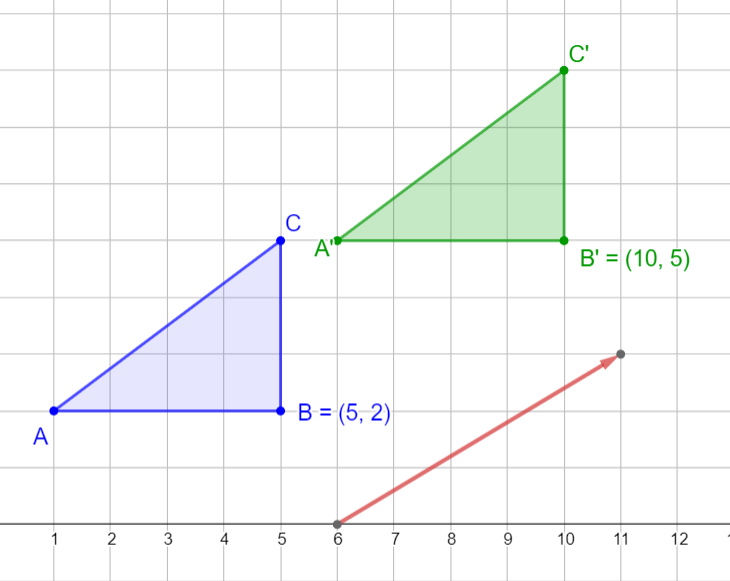 C'
C
A'
B' = (10, 5)
A
B = (5, 2)
1 2 3 4 5 6 7 8 9 10 11 12